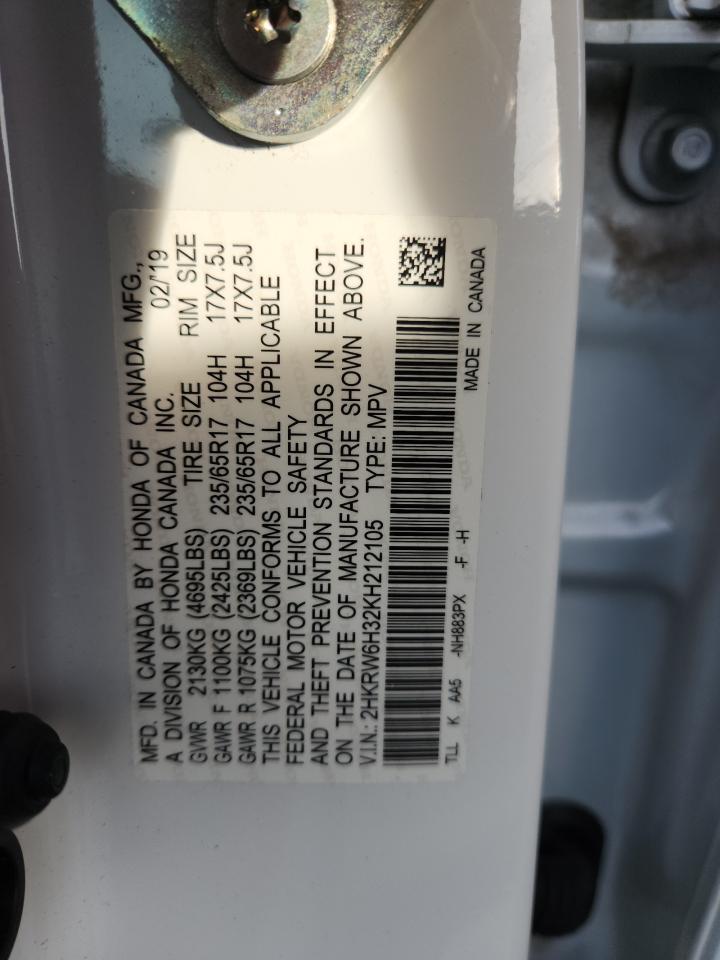 MFD. IN CANADA BY HONDA OF CANADA MFG.,
A DIVISION OF HONDA CANADA INC. 02/'19
GVWR 2130KG (4695LBS) TIRE SIZE RIM SIZE
GAWR F 1100KG (2425LBS) 235/65R17 104H 17X7.5J
GAWR R 1075KG (2369LBS) 235/65R17 104H 17X7.5J
THIS VEHICLE CONFORMS TO ALL APPLICABLE
FEDERAL MOTOR VEHICLE SAFETY
AND THEFT PREVENTION STANDARDS IN EFFECT
ON THE DATE OF MANUFACTURE SHOWN ABOVE.
V.I.N.: 2HKRW6H32KH212105 TYPE: MPV
TLL K AA5 -NH883PX -F -H MADE IN CANADA